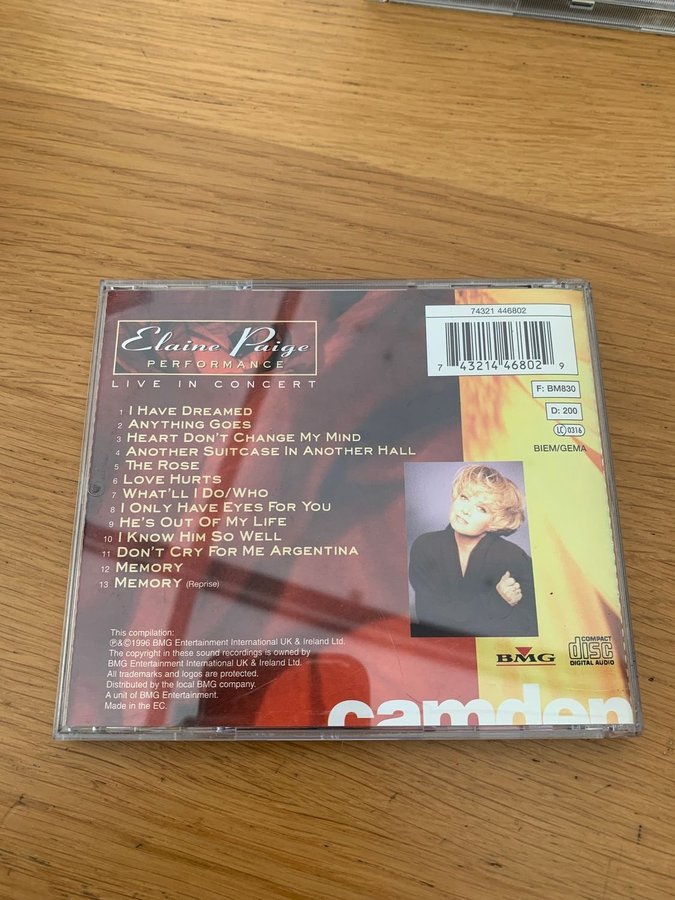 Elaine Paige
PERFORMANCE
LIVE IN CONCERT
1 I HAVE DREAMED
2 ANYTHING GOES
3 HEART DON'T CHANGE MY MIND
4 ANOTHER SUITCASE IN ANOTHER HALL
5 THE ROSE
6 LOVE HURTS
7 WHAT'LL I DO/WHO
8 I ONLY HAVE EYES FOR YOU
9 HE'S OUT OF MY LIFE
10 I KNOW HIM SO WELL
11 DON'T CRY FOR ME ARGENTINA
12 MEMORY
13 MEMORY (Reprise)
74321 446802
7 43214 46802 9
F: BM830
D: 200
LC 0316
BIEM/GEMA
This compilation:
℗&©1996 BMG Entertainment International UK & Ireland Ltd.
The copyright in these sound recordings is owned by
BMG Entertainment International UK & Ireland Ltd.
All trademarks and logos are protected.
Distributed by the local BMG company.
A unit of BMG Entertainment.
Made in the EC.
BMG
COMPACT
disc
DIGITAL AUDIO
camden